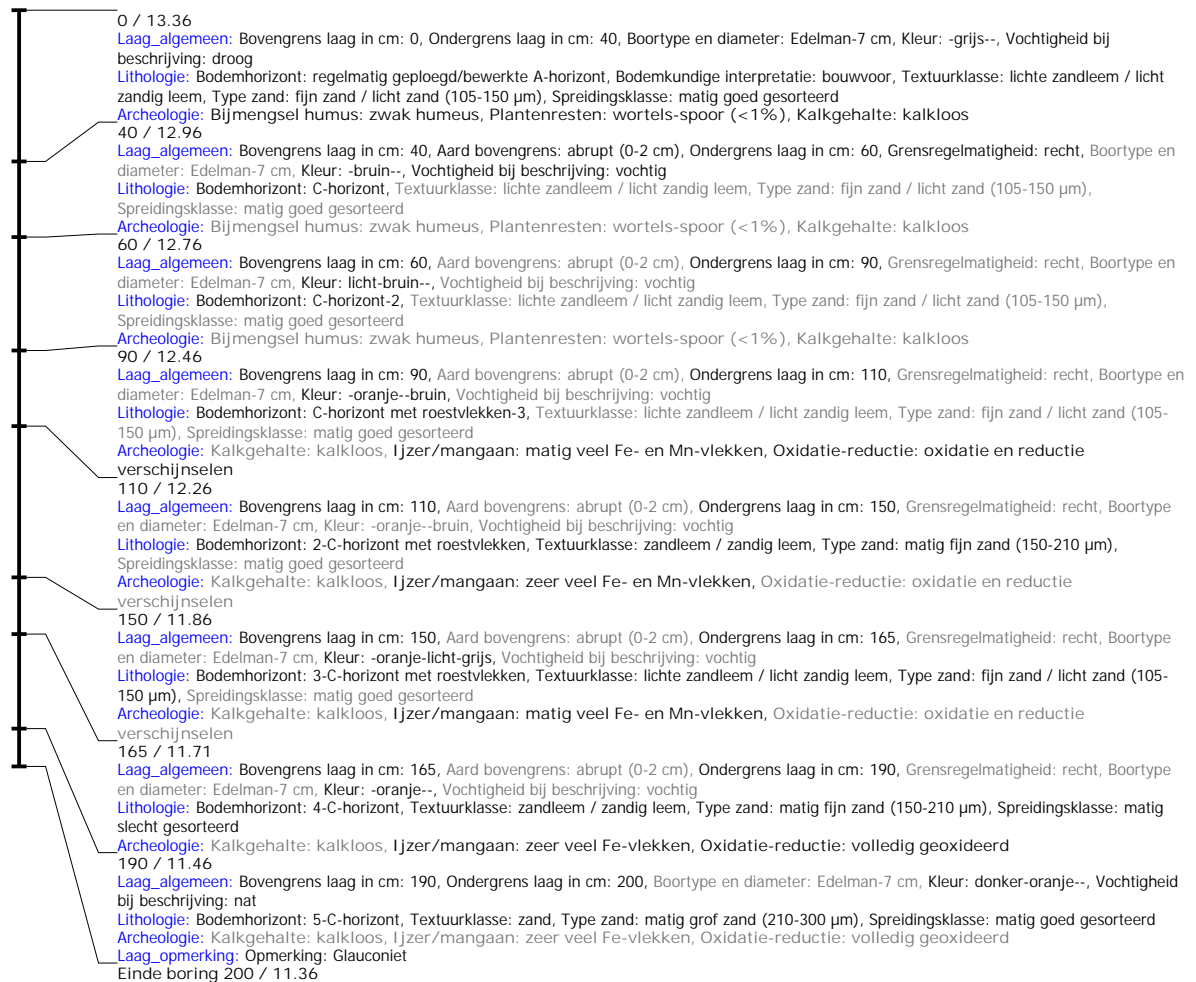 0 / 13.36
Laag_algemeen: Bovengrens laag in cm: 0, Ondergrens laag in cm: 40, Boortype en diameter: Edelman-7 cm, Kleur: -grijs--, Vochtigheid bij
beschrijving: droog
Lithologie: Bodemhorizont: regelmatig geploegd/bewerkte A-horizont, Bodemkundige interpretatie: bouwvoor, Textuurklasse: lichte zandleem / licht
zandig leem, Type zand: fijn zand / licht zand (105-150 µm), Spreidingsklasse: matig goed gesorteerd
Archeologie: Bijmengsel humus: zwak humeus, Plantenresten: wortels-spoor (<1%), Kalkgehalte: kalkloos
40 / 12.96
Laag_algemeen: Bovengrens laag in cm: 40, Aard bovengrens: abrupt (0-2 cm), Ondergrens laag in cm: 60, Grensregelmatigheid: recht, Boortype en
diameter: Edelman-7 cm, Kleur: -bruin--, Vochtigheid bij beschrijving: vochtig
Lithologie: Bodemhorizont: C-horizont, Textuurklasse: lichte zandleem / licht zandig leem, Type zand: fijn zand / licht zand (105-150 µm),
Spreidingsklasse: matig goed gesorteerd
Archeologie: Bijmengsel humus: zwak humeus, Plantenresten: wortels-spoor (<1%), Kalkgehalte: kalkloos
60 / 12.76
Laag_algemeen: Bovengrens laag in cm: 60, Aard bovengrens: abrupt (0-2 cm), Ondergrens laag in cm: 90, Grensregelmatigheid: recht, Boortype en
diameter: Edelman-7 cm, Kleur: licht-bruin--, Vochtigheid bij beschrijving: vochtig
Lithologie: Bodemhorizont: C-horizont-2, Textuurklasse: lichte zandleem / licht zandig leem, Type zand: fijn zand / licht zand (105-150 µm),
Spreidingsklasse: matig goed gesorteerd
Archeologie: Bijmengsel humus: zwak humeus, Plantenresten: wortels-spoor (<1%), Kalkgehalte: kalkloos
90 / 12.46
Laag_algemeen: Bovengrens laag in cm: 90, Aard bovengrens: abrupt (0-2 cm), Ondergrens laag in cm: 110, Grensregelmatigheid: recht, Boortype en
diameter: Edelman-7 cm, Kleur: -oranje--bruin, Vochtigheid bij beschrijving: vochtig
Lithologie: Bodemhorizont: C-horizont met roestvlekken-3, Textuurklasse: lichte zandleem / licht zandig leem, Type zand: fijn zand / licht zand (105-
150 µm), Spreidingsklasse: matig goed gesorteerd
Archeologie: Kalkgehalte: kalkloos, Ijzer/mangaan: matig veel Fe- en Mn-vlekken, Oxidatie-reductie: oxidatie en reductie
verschijnselen
110 / 12.26
Laag_algemeen: Bovengrens laag in cm: 110, Aard bovengrens: abrupt (0-2 cm), Ondergrens laag in cm: 150, Grensregelmatigheid: recht, Boortype
en diameter: Edelman-7 cm, Kleur: -oranje--bruin, Vochtigheid bij beschrijving: vochtig
Lithologie: Bodemhorizont: 2-C-horizont met roestvlekken, Textuurklasse: zandleem / zandig leem, Type zand: matig fijn zand (150-210 µm),
Spreidingsklasse: matig goed gesorteerd
Archeologie: Kalkgehalte: kalkloos, Ijzer/mangaan: zeer veel Fe- en Mn-vlekken, Oxidatie-reductie: oxidatie en reductie
verschijnselen
150 / 11.86
Laag_algemeen: Bovengrens laag in cm: 150, Aard bovengrens: abrupt (0-2 cm), Ondergrens laag in cm: 165, Grensregelmatigheid: recht, Boortype
en diameter: Edelman-7 cm, Kleur: -oranje-licht-grijs, Vochtigheid bij beschrijving: vochtig
Lithologie: Bodemhorizont: 3-C-horizont met roestvlekken, Textuurklasse: lichte zandleem / licht zandig leem, Type zand: fijn zand / licht zand (105-
150 µm), Spreidingsklasse: matig goed gesorteerd
Archeologie: Kalkgehalte: kalkloos, Ijzer/mangaan: matig veel Fe- en Mn-vlekken, Oxidatie-reductie: oxidatie en reductie
verschijnselen
165 / 11.71
Laag_algemeen: Bovengrens laag in cm: 165, Aard bovengrens: abrupt (0-2 cm), Ondergrens laag in cm: 190, Grensregelmatigheid: recht, Boortype
en diameter: Edelman-7 cm, Kleur: -oranje--, Vochtigheid bij beschrijving: vochtig
Lithologie: Bodemhorizont: 4-C-horizont, Textuurklasse: zandleem / zandig leem, Type zand: matig fijn zand (150-210 µm), Spreidingsklasse: matig
slecht gesorteerd
Archeologie: Kalkgehalte: kalkloos, Ijzer/mangaan: zeer veel Fe-vlekken, Oxidatie-reductie: volledig geoxideerd
190 / 11.46
Laag_algemeen: Bovengrens laag in cm: 190, Ondergrens laag in cm: 200, Boortype en diameter: Edelman-7 cm, Kleur: donker-oranje--, Vochtigheid
bij beschrijving: nat
Lithologie: Bodemhorizont: 5-C-horizont, Textuurklasse: zand, Type zand: matig grof zand (210-300 µm), Spreidingsklasse: matig goed gesorteerd
Archeologie: Kalkgehalte: kalkloos, Ijzer/mangaan: zeer veel Fe-vlekken, Oxidatie-reductie: volledig geoxideerd
Laag_opmerking: Opmerking: Glauconiet
Einde boring 200 / 11.36